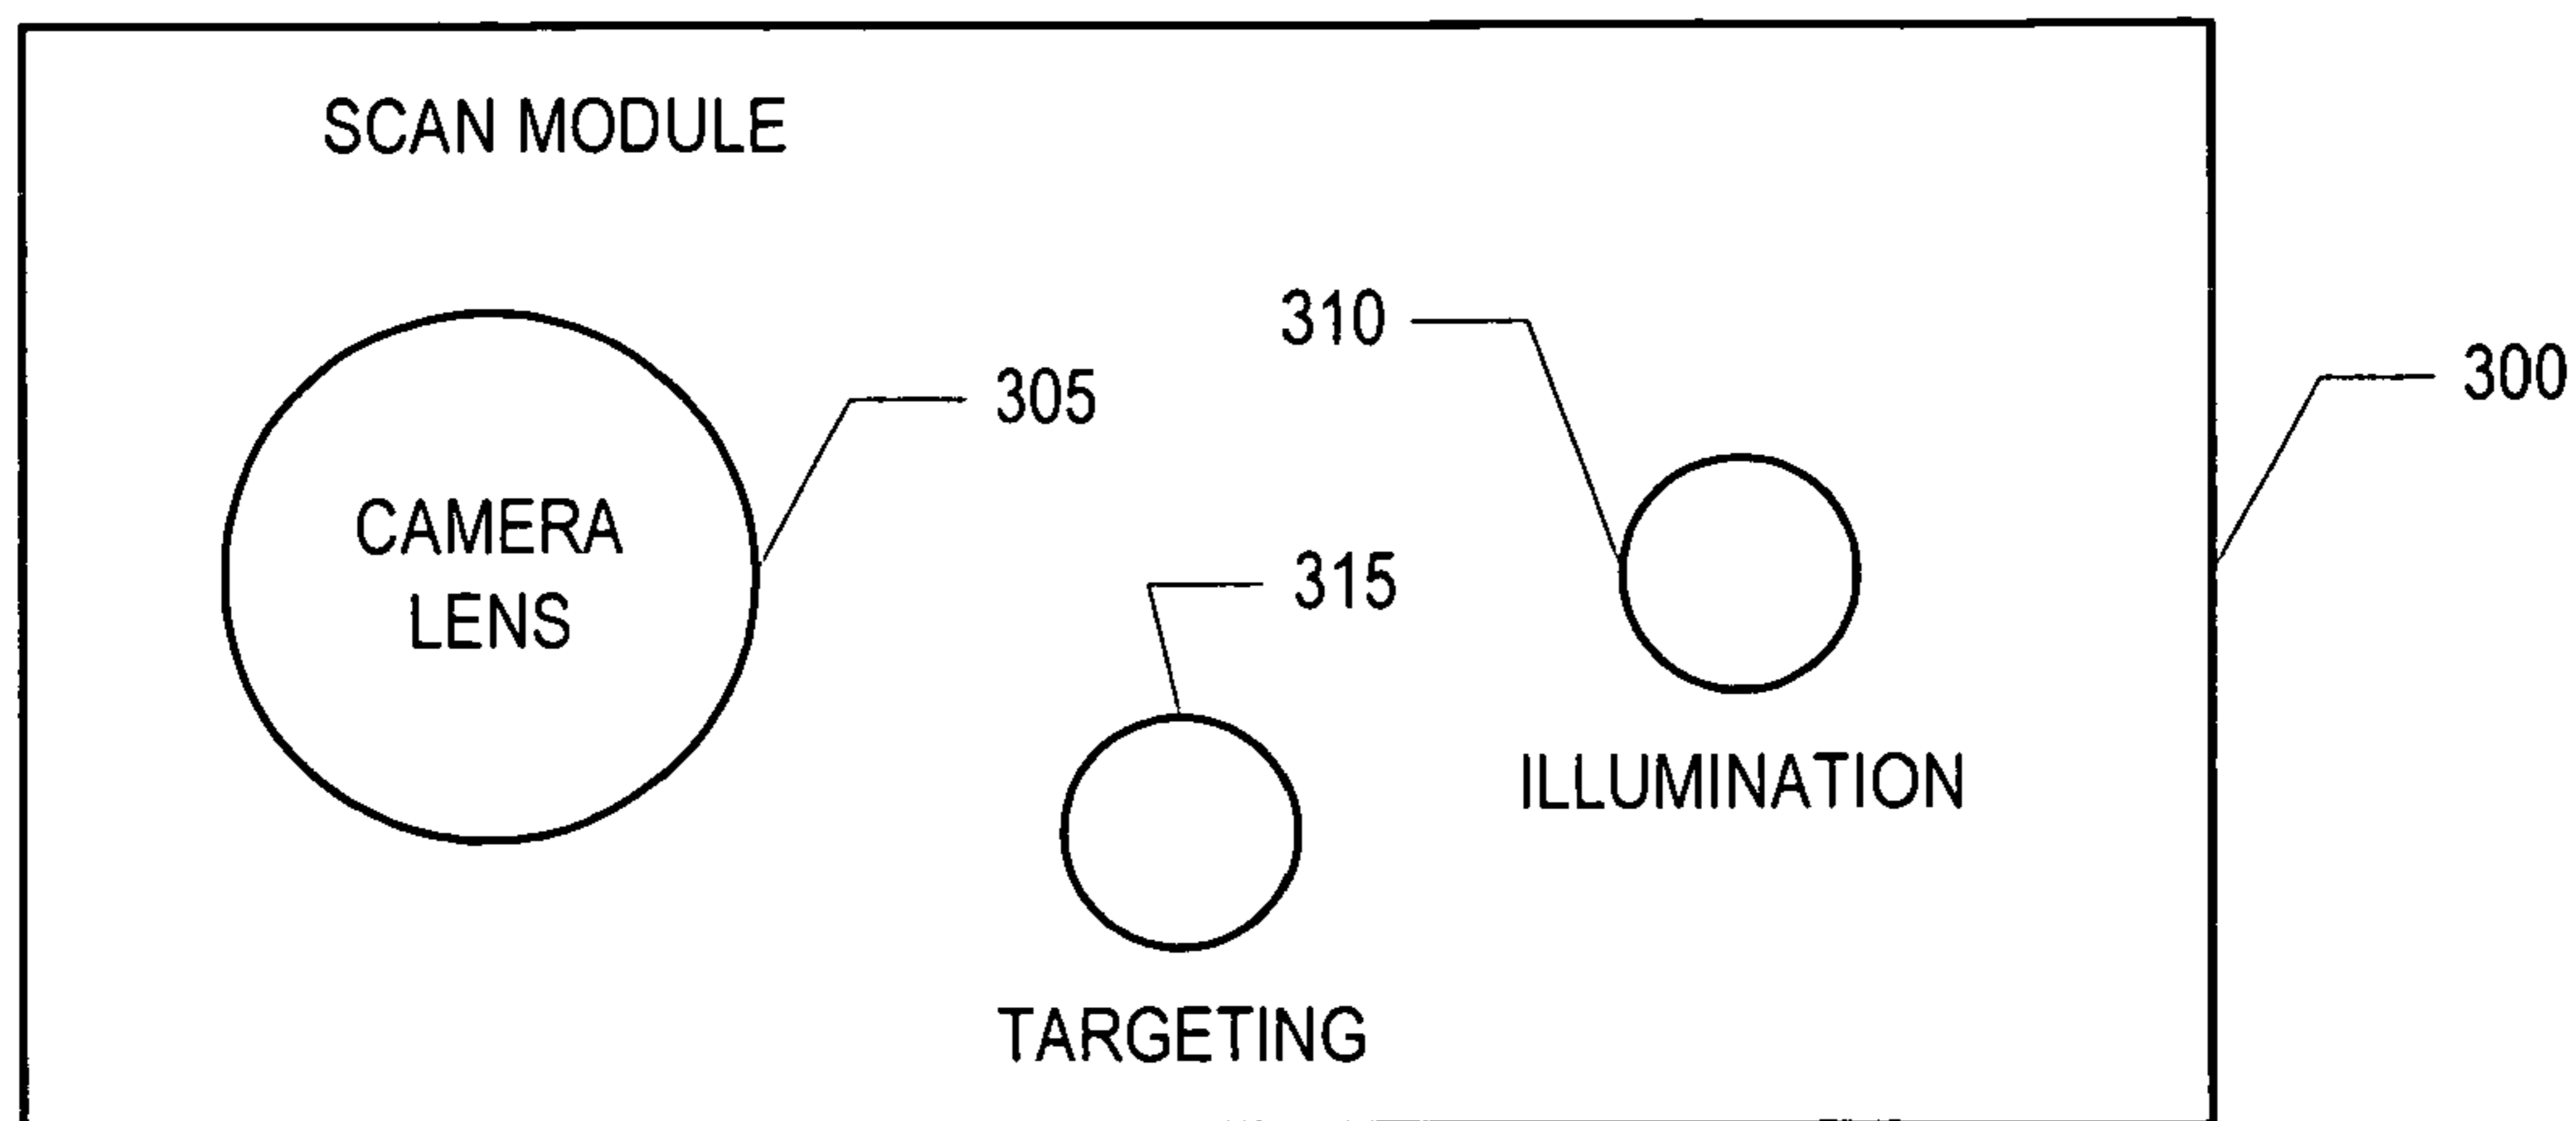 SCAN MODULE
310
300
305
CAMERA
LENS
315
ILLUMINATION
TARGETING